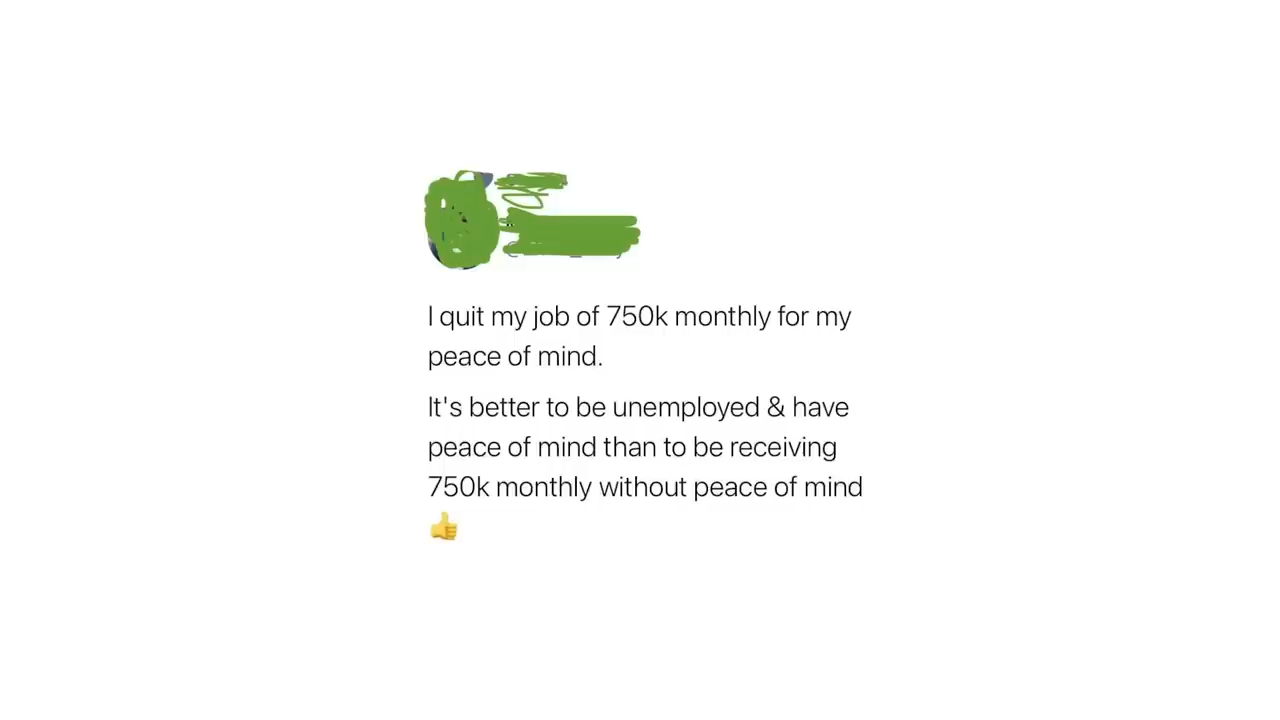 I quit my job of 750k monthly for my
peace of mind.
It's better to be unemployed & have
peace of mind than to be receiving
750k monthly without peace of mind
👍